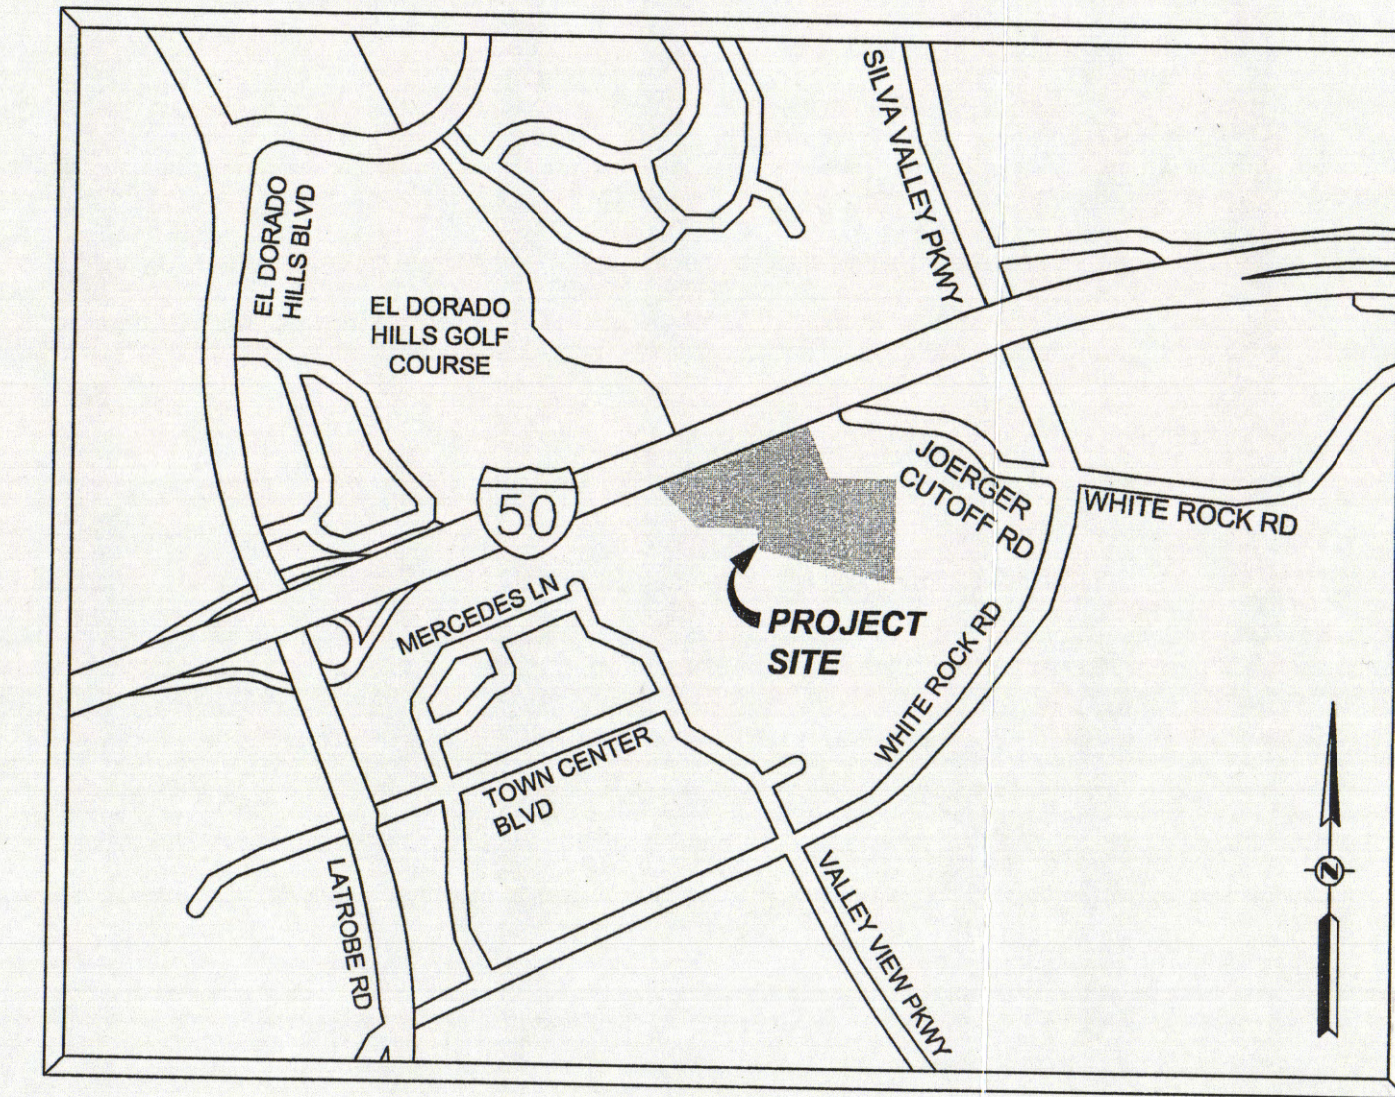 SILVA VALLEY PKWY
EL DORADO
HILLS BLVD
EL DORADO
HILLS GOLF
COURSE
50
JOERGER
CUTOFF RD
WHITE ROCK RD
MERCEDES LN
PROJECT
SITE
WHITE ROCK RD
TOWN CENTER
BLVD
LATROBE RD
VALLEY VIEW PKWY
N